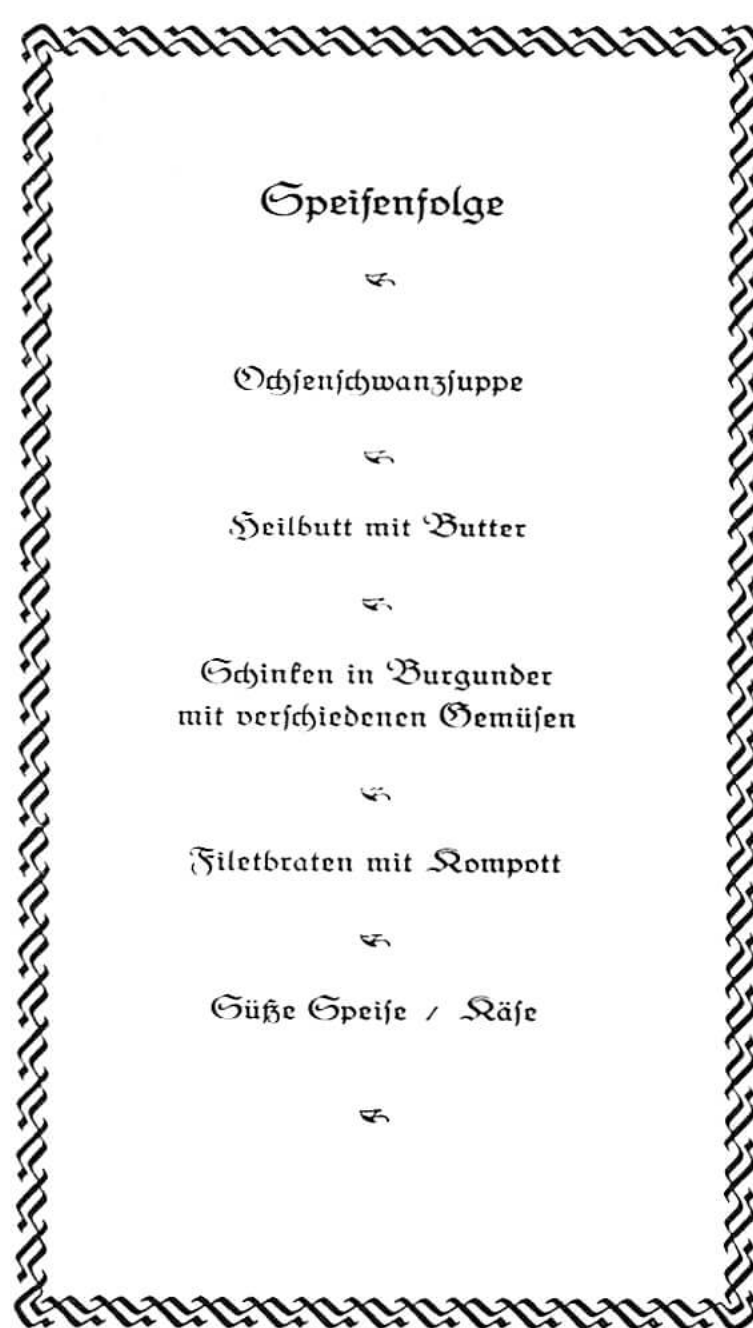 Speiſenfolge
Ochſenſchwanzſuppe
Heilbutt mit Butter
Schinken in Burgunder
mit verſchiedenen Gemüſen
Filetbraten mit Kompott
Süße Speiſe / Käſe